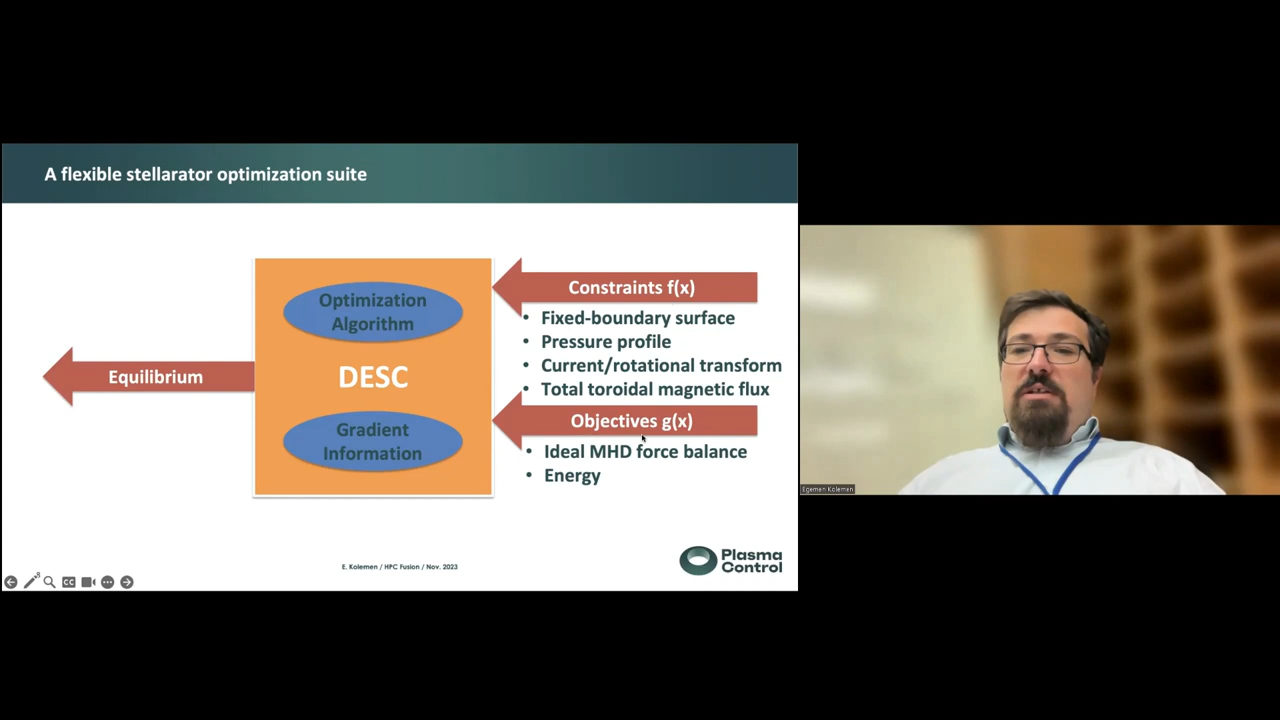 A flexible stellarator optimization suite
Optimization
Algorithm
DESC
Gradient
Information
Equilibrium
Constraints f(x)
• Fixed-boundary surface
• Pressure profile
• Current/rotational transform
• Total toroidal magnetic flux
Objectives g(x)
• Ideal MHD force balance
• Energy
E. Kolemen / HPC Fusion / Nov. 2023
Plasma
Control
CC
Egemen Kolemen